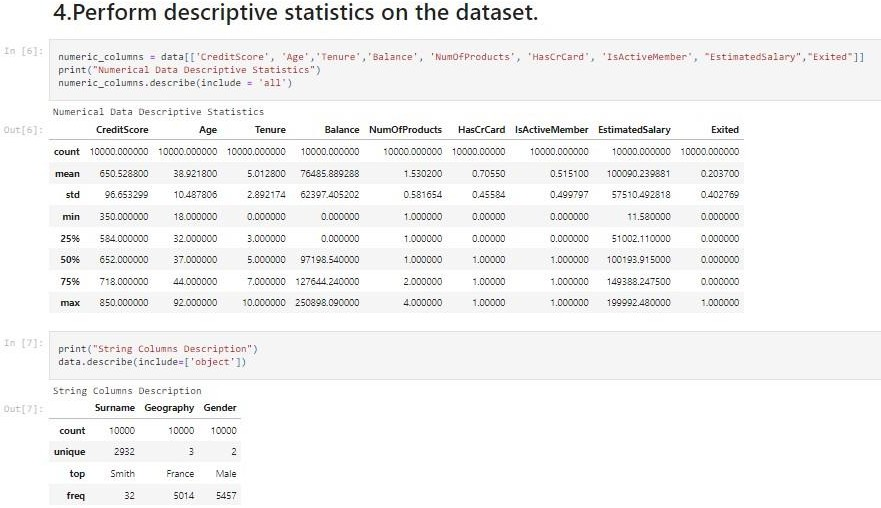 4.Perform descriptive statistics on the dataset.
In [6]: numeric_columns = data[['CreditScore', 'Age','Tenure','Balance', 'NumOfProducts', 'HasCrCard', 'IsActiveMember', "EstimatedSalary","Exited"]]
print("Numerical Data Descriptive Statistics")
numeric_columns.describe(include = 'all')
Numerical Data Descriptive Statistics
Out[6]: CreditScore Age Tenure Balance NumOfProducts HasCrCard IsActiveMember EstimatedSalary Exited
count 10000.000000 10000.000000 10000.000000 10000.000000 10000.000000 10000.00000 10000.000000 10000.000000 10000.000000
mean 650.528800 38.921800 5.012800 76485.889288 1.530200 0.70550 0.515100 100090.239881 0.203700
std 96.653299 10.487806 2.892174 62397.405202 0.581654 0.45584 0.499797 57510.492818 0.402769
min 350.000000 18.000000 0.000000 0.000000 1.000000 0.00000 0.000000 11.580000 0.000000
25% 584.000000 32.000000 3.000000 0.000000 1.000000 0.00000 0.000000 51002.110000 0.000000
50% 652.000000 37.000000 5.000000 97198.540000 1.000000 1.00000 1.000000 100193.915000 0.000000
75% 718.000000 44.000000 7.000000 127644.240000 2.000000 1.00000 1.000000 149388.247500 0.000000
max 850.000000 92.000000 10.000000 250898.090000 4.000000 1.00000 1.000000 199992.480000 1.000000
In [7]: print("String Columns Description")
data.describe(include=['object'])
String Columns Description
Out[7]: Surname Geography Gender
count 10000 10000 10000
unique 2932 3 2
top Smith France Male
freq 32 5014 5457